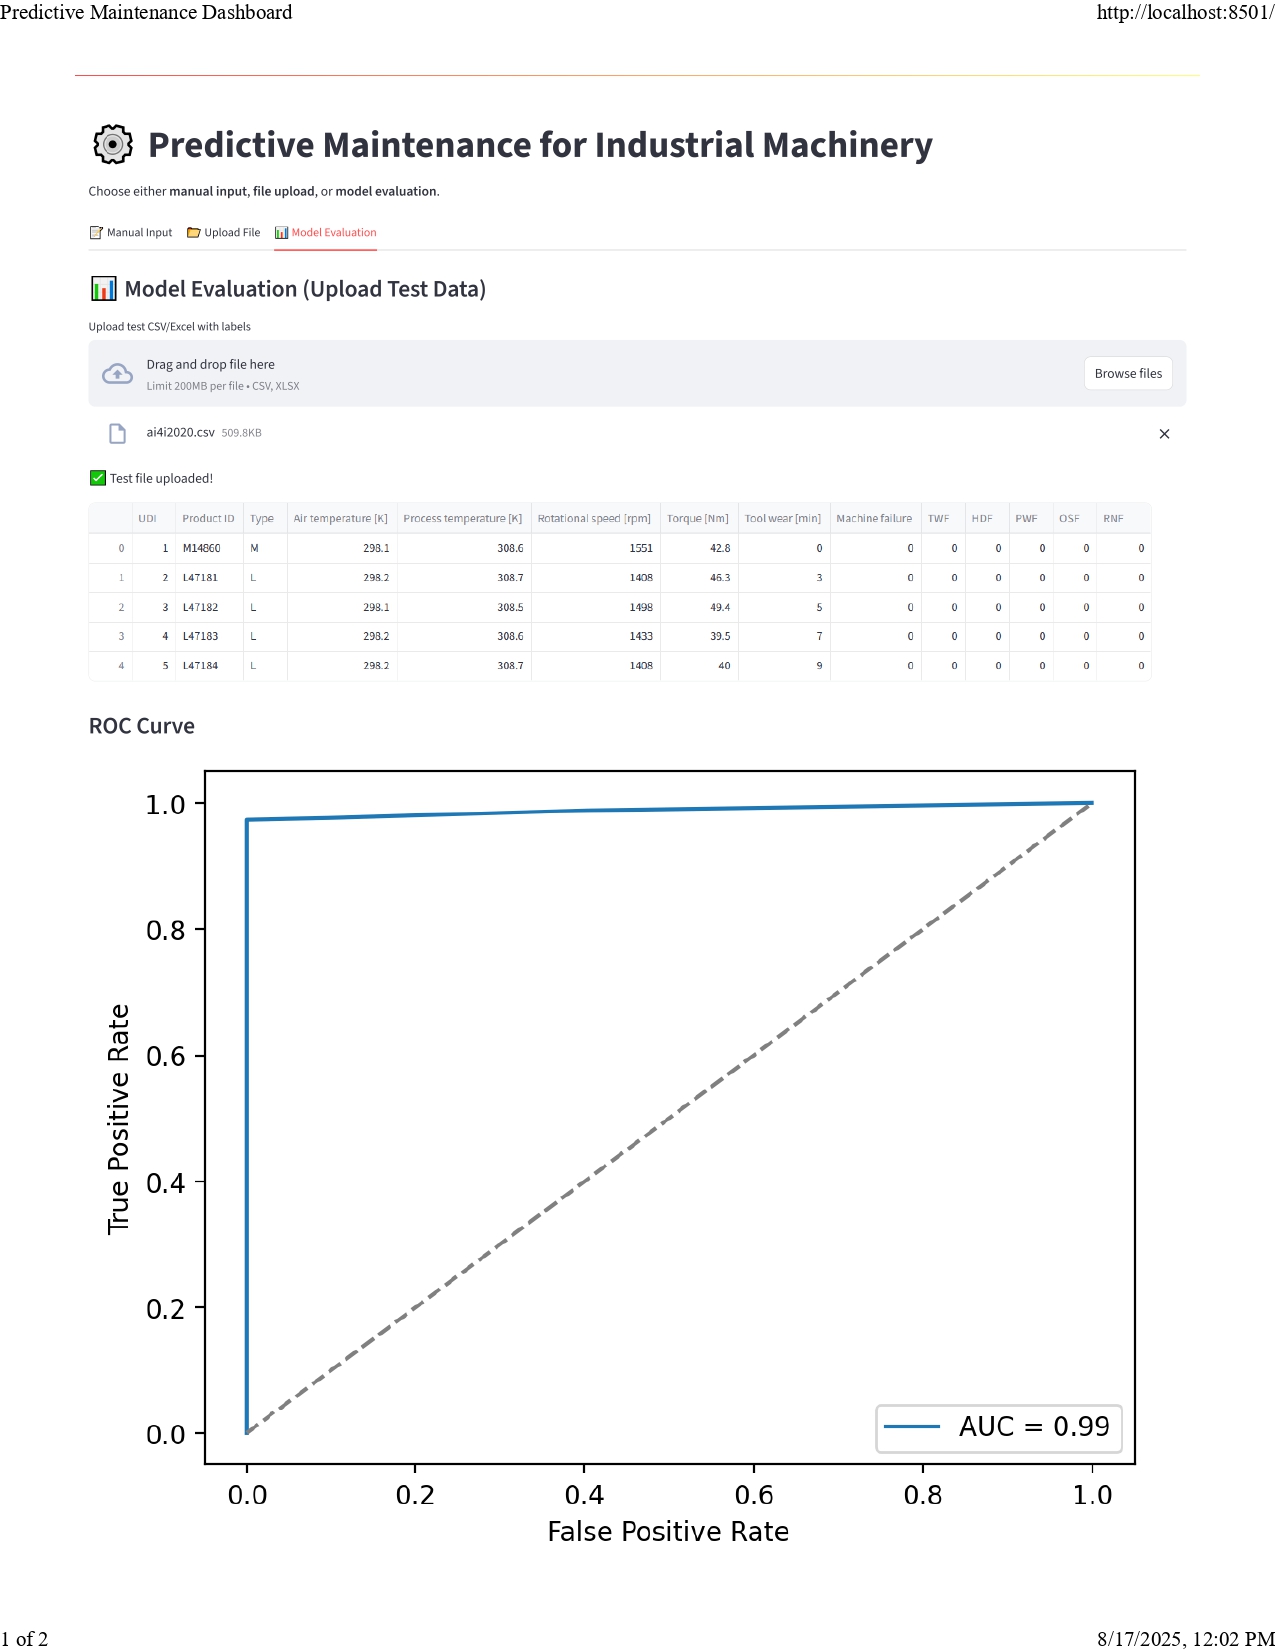 Predictive Maintenance Dashboard http://localhost:8501/
Predictive Maintenance for Industrial Machinery
Choose either manual input, file upload, or model evaluation.
Manual Input Upload File Model Evaluation
Model Evaluation (Upload Test Data)
Upload test CSV/Excel with labels
Drag and drop file here
Limit 200MB per file • CSV, XLSX
Browse files
ai4i2020.csv 509.8KB
Test file uploaded!
UDI Product ID Type Air temperature [K] Process temperature [K] Rotational speed [rpm] Torque [Nm] Tool wear [min] Machine failure TWF HDF PWF OSF RNF
0 1 M14860 M 298.1 308.6 1551 42.8 0 0 0 0 0 0 0
1 2 L47181 L 298.2 308.7 1408 46.3 3 0 0 0 0 0 0
2 3 L47182 L 298.1 308.5 1498 49.4 5 0 0 0 0 0 0
3 4 L47183 L 298.2 308.6 1433 39.5 7 0 0 0 0 0 0
4 5 L47184 L 298.2 308.7 1408 40 9 0 0 0 0 0 0
ROC Curve
1.0
0.8
0.6
0.4
0.2
0.0
True Positive Rate
AUC = 0.99
0.0 0.2 0.4 0.6 0.8 1.0
False Positive Rate
1 of 2 8/17/2025, 12:02 PM